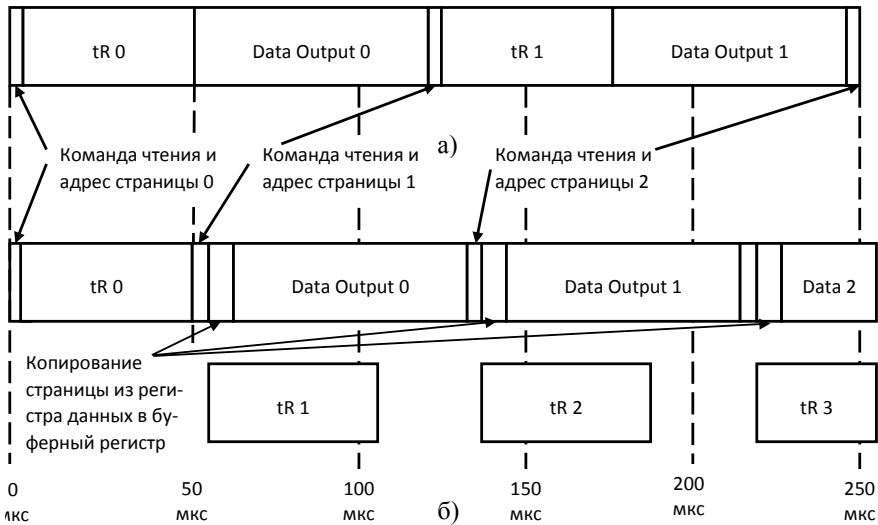 tR 0 Data Output 0 tR 1 Data Output 1
а)
Команда чтения и
адрес страницы 0
Команда чтения и
адрес страницы 1
Команда чтения и
адрес страницы 2
tR 0 Data Output 0 Data Output 1 Data 2
Копирование
страницы из реги-
стра данных в бу-
ферный регистр
tR 1 tR 2 tR 3
0 50 100 150 200 250
мкс мкс мкс мкс мкс мкс
б)